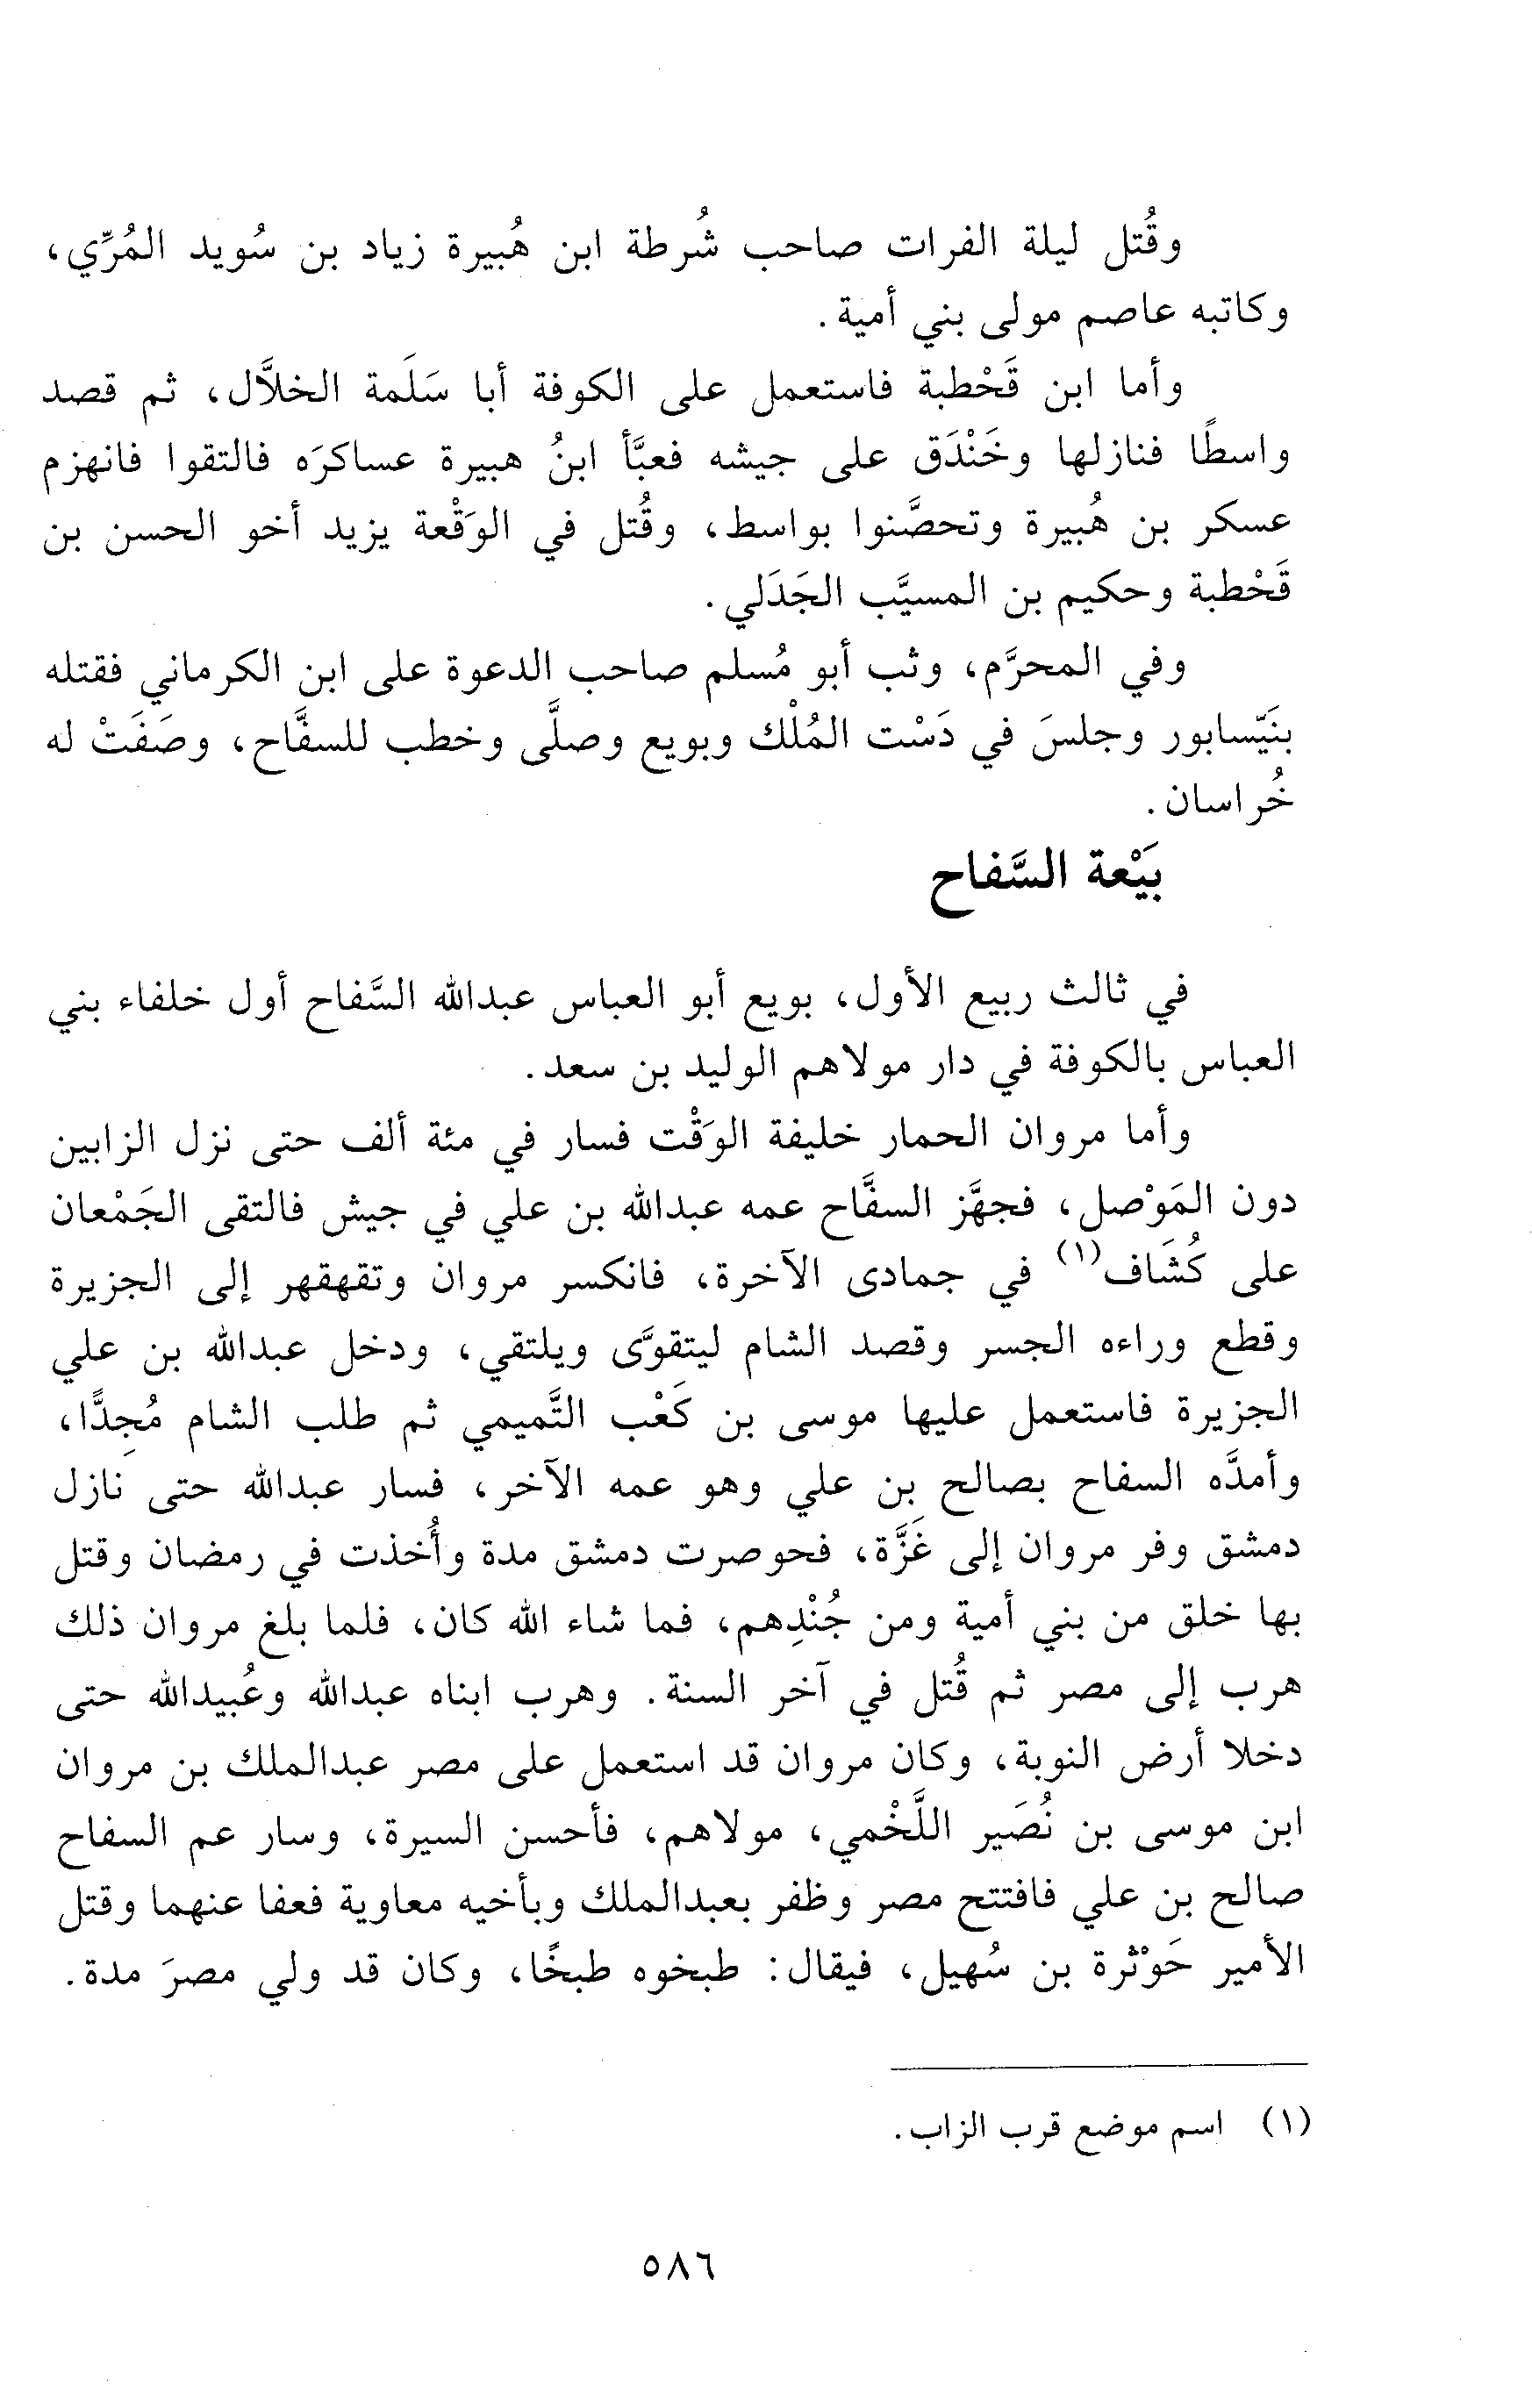 وقُتل ليلة الفرات صاحب شُرطة ابن هُبيرة زياد بن سُويد المُرِّي،
وكاتبه عاصم مولى بني أمية.
وأما ابن قَحْطبة فاستعمل على الكوفة أبا سَلَمة الخلاَّل، ثم قصد
واسطًا فنازلها وخَنْدَق على جيشه فعبَّأ ابنُ هبيرة عساكرَه فالتقوا فانهزم
عسكر بن هُبيرة وتحصَّنوا بواسط، وقُتل في الوَقْعة يزيد أخو الحسن بن
قَحْطبة وحكيم بن المسيَّب الجَدَلي.
وفي المحرَّم، وثب أبو مُسلم صاحب الدعوة على ابن الكرماني فقتله
بنَيّسابور وجلسَ في دَسْت المُلْك وبويع وصلَّى وخطب للسفَّاح، وصَفَتْ له
خُراسان.
بَيْعة السَّفاح
في ثالث ربيع الأول، بويع أبو العباس عبدالله السَّفاح أول خلفاء بني
العباس بالكوفة في دار مولاهم الوليد بن سعد.
وأما مروان الحمار خليفة الوَقْت فسار في مئة ألف حتى نزل الزابين
دون المَوْصل، فجهَّز السفَّاح عمه عبدالله بن علي في جيش فالتقى الجَمْعان
على كُشَاف(١) في جمادى الآخرة، فانكسر مروان وتقهقهر إلى الجزيرة
وقطع وراءه الجسر وقصد الشام ليتقوَّى ويلتقي، ودخل عبدالله بن علي
الجزيرة فاستعمل عليها موسى بن كَعْب التَّميمي ثم طلب الشام مُجِدًّا،
وأمدَّه السفاح بصالح بن علي وهو عمه الآخر، فسار عبدالله حتى نازل
دمشق وفر مروان إلى غَزَّة، فحوصرت دمشق مدة وأُخذت في رمضان وقتل
بها خلق من بني أمية ومن جُنْدِهم، فما شاء الله كان، فلما بلغ مروان ذلك
هرب إلى مصر ثم قُتل في آخر السنة. وهرب ابناه عبدالله وعُبيدالله حتى
دخلا أرض النوبة، وكان مروان قد استعمل على مصر عبدالملك بن مروان
ابن موسى بن نُصَير اللَّخْمي، مولاهم، فأحسن السيرة، وسار عم السفاح
صالح بن علي فافتتح مصر وظفر بعبدالملك وبأخيه معاوية فعفا عنهما وقتل
الأمير حَوْثرة بن سُهيل، فيقال: طبخوه طبخًا، وكان قد ولي مصرَ مدة.
(١) اسم موضع قرب الزاب.
٥٨٦